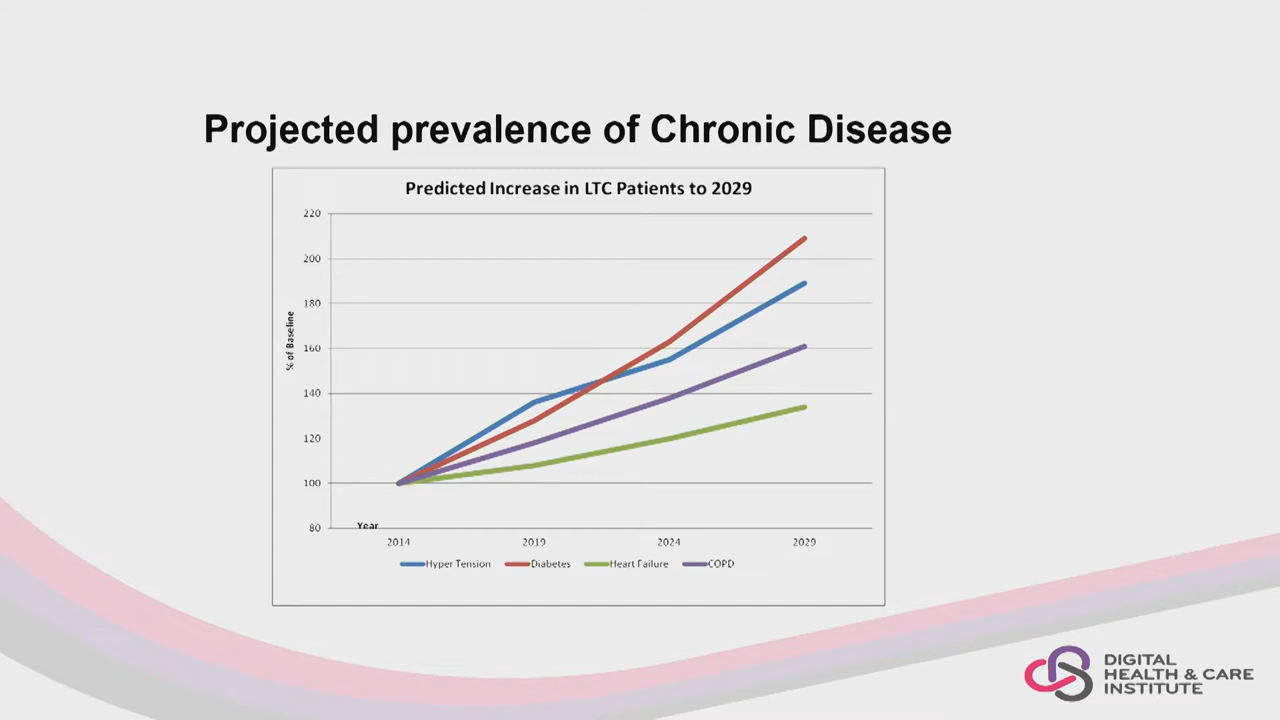 Projected prevalence of Chronic Disease
Predicted Increase in LTC Patients to 2029
220
200
180
160
140
120
100
80
% of Baseline
Year
2014 2019 2024 2029
Hyper Tension Diabetes Heart Failure COPD
DIGITAL
HEALTH & CARE
INSTITUTE